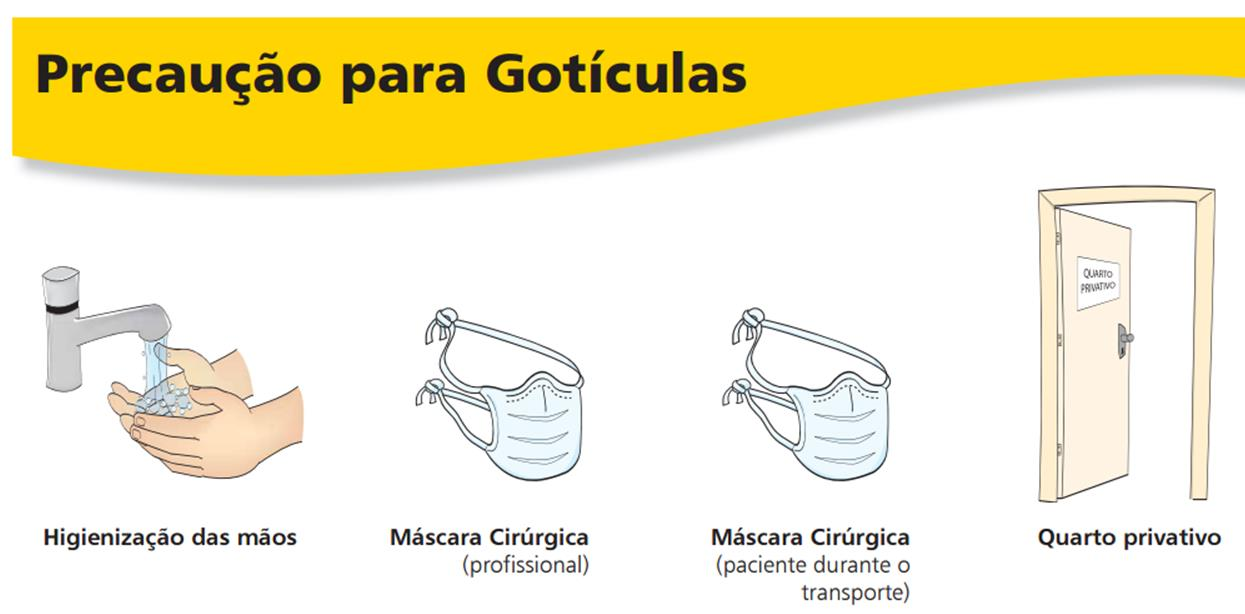 Precaução para Gotículas
QUARTO
PRIVATIVO
Higienização das mãos
Máscara Cirúrgica
(profissional)
Máscara Cirúrgica
(paciente durante o
transporte)
Quarto privativo